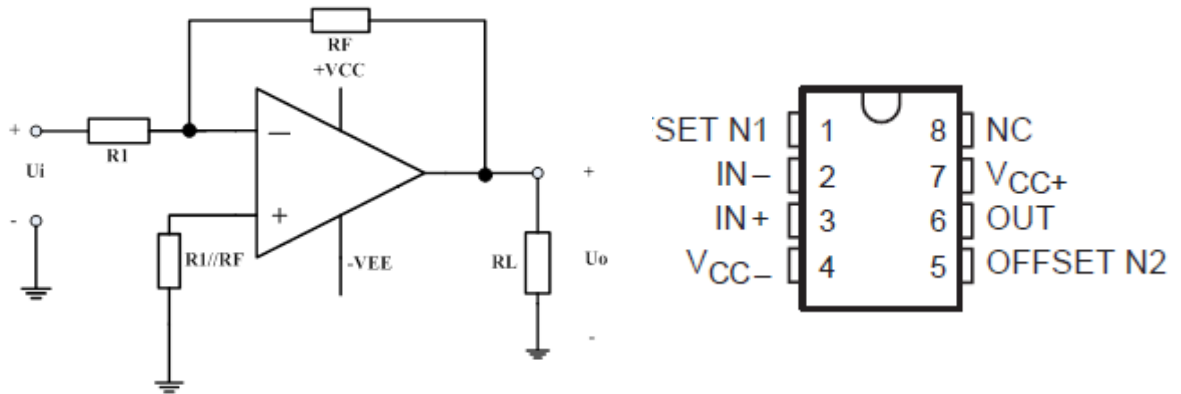 RF
+VCC
+
R1
−
Ui
-
+
R1//RF
-VEE
RL
+
Uo
-
SET N1 1
8 NC
IN− 2
7 VCC+
IN+ 3
6 OUT
VCC− 4
5 OFFSET N2